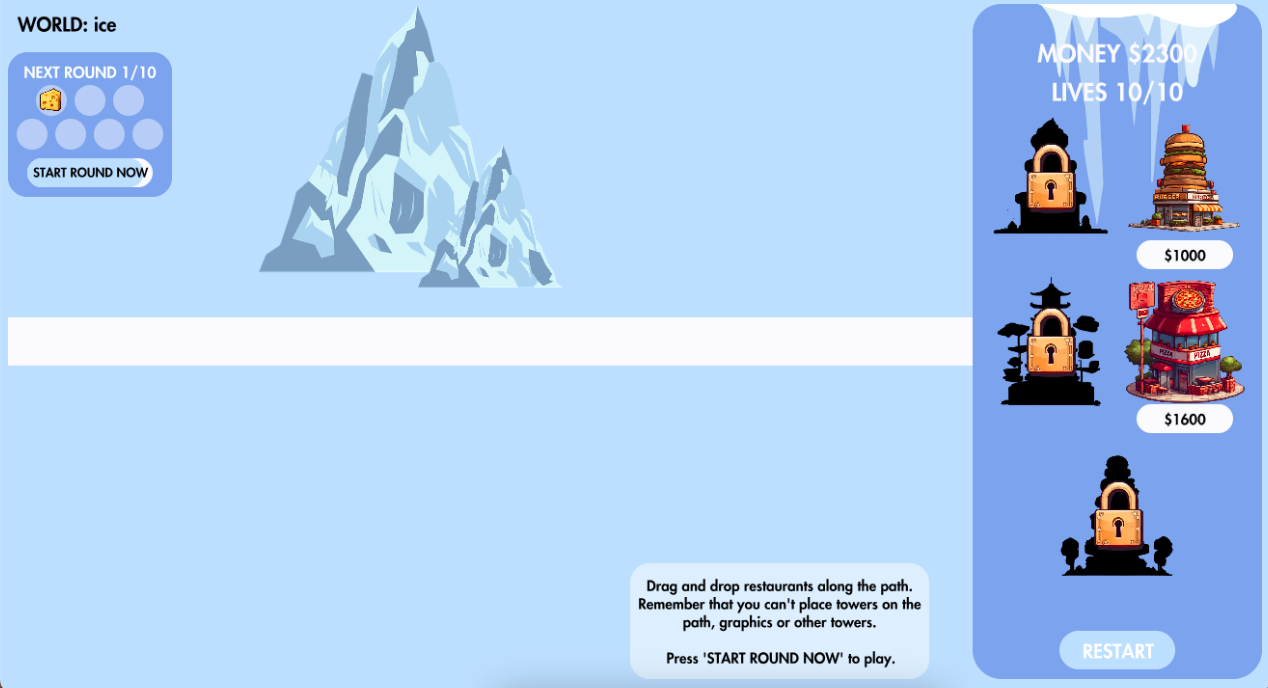 WORLD: ice
NEXT ROUND 1/10
START ROUND NOW
MONEY $2300
LIVES 10/10
$1000
PIZZA PIZZA
$1600
Drag and drop restaurants along the path.
Remember that you can't place towers on the
path, graphics or other towers.
Press 'START ROUND NOW' to play.
RESTART